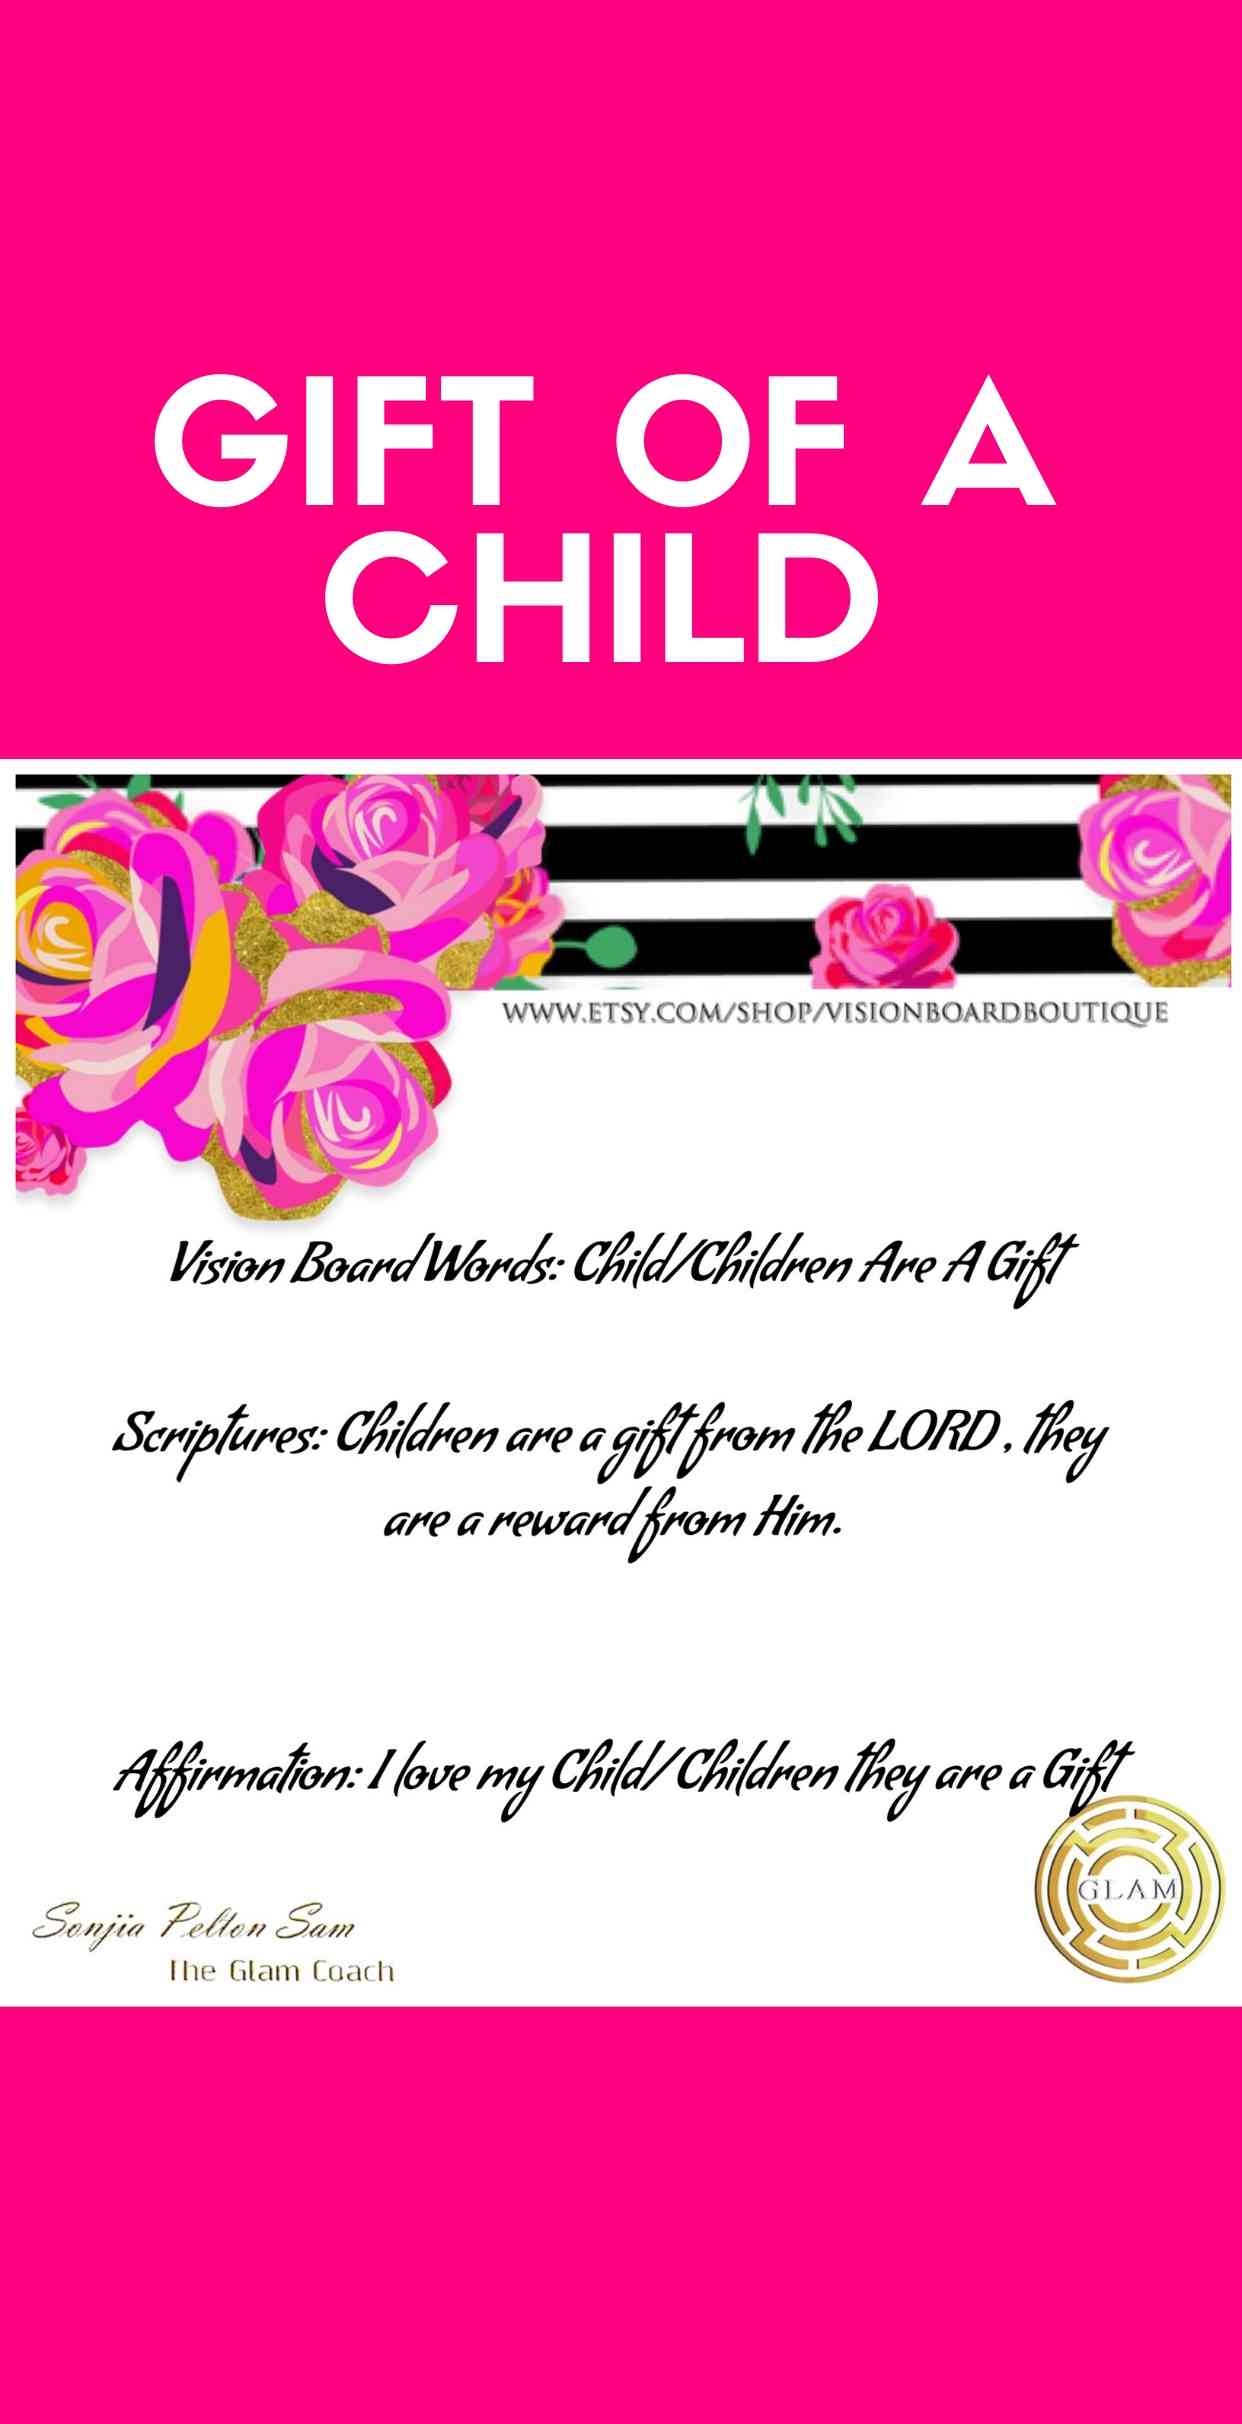 GIFT OF A
CHILD
WWW.ETSY.COM/SHOP/VISIONBOARDBOUTIQUE
Vision Board Words: Child/Children Are A Gift
Scriptures: Children are a gift from the LORD , they
are a reward from Him.
Affirmation: I love my Child/ Children they are a Gift
GLAM
Sonjia Pelton Sam
The Glam Coach